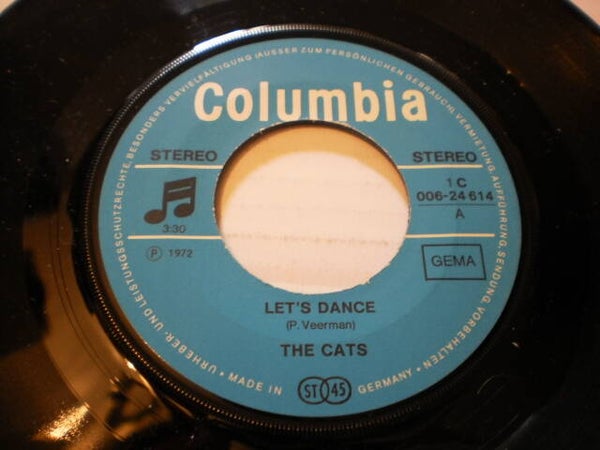 URHEBER- UND LEISTUNGSSCHUTZRECHTE, BESONDERS VERVIELFÄLTIGUNG (AUSSER ZUM PERSÖNLICHEN GEBRAUCH), VERMIETUNG, AUFFÜHRUNG, SENDUNG, VORBEHALTEN
Columbia
STEREO
STEREO
3:30
1 C
006-24 614
A
Ⓟ 1972
GEMA
LET'S DANCE
(P. Veerman)
THE CATS
• MADE IN ST 45 GERMANY •